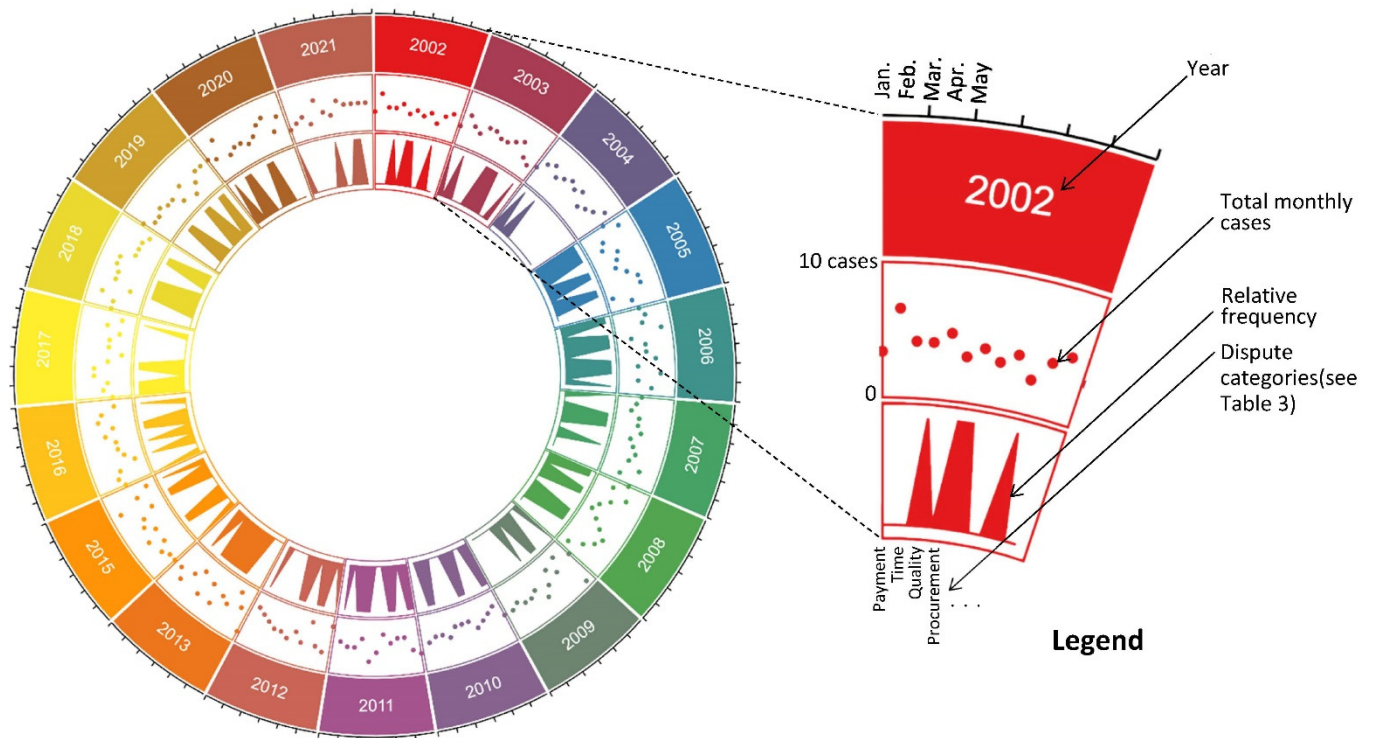 2002
2003
2004
2005
2006
2007
2008
2009
2010
2011
2012
2013
2015
2016
2017
2018
2019
2020
2021
Jan.
Feb.
Mar.
Apr.
May
Year
2002
Total monthly
cases
10 cases
Relative
frequency
Dispute
categories(see
Table 3)
0
Payment
Time
Quality
Procurement
. . .
Legend